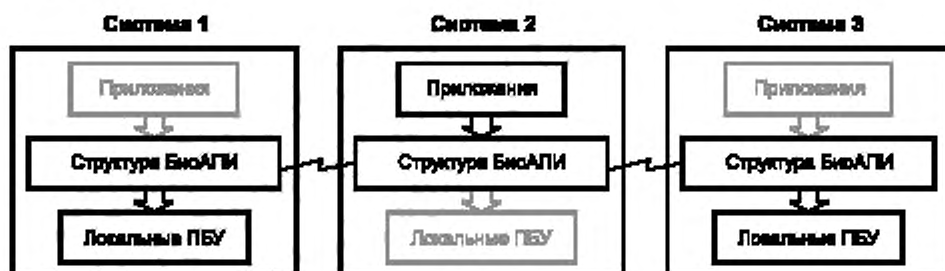 Система 1 Система 2 Система 3
Приложения Приложения Приложения
Структура БиоАПИ Структура БиоАПИ Структура БиоАПИ
Локальные ПБУ Локальные ПБУ Локальные ПБУ